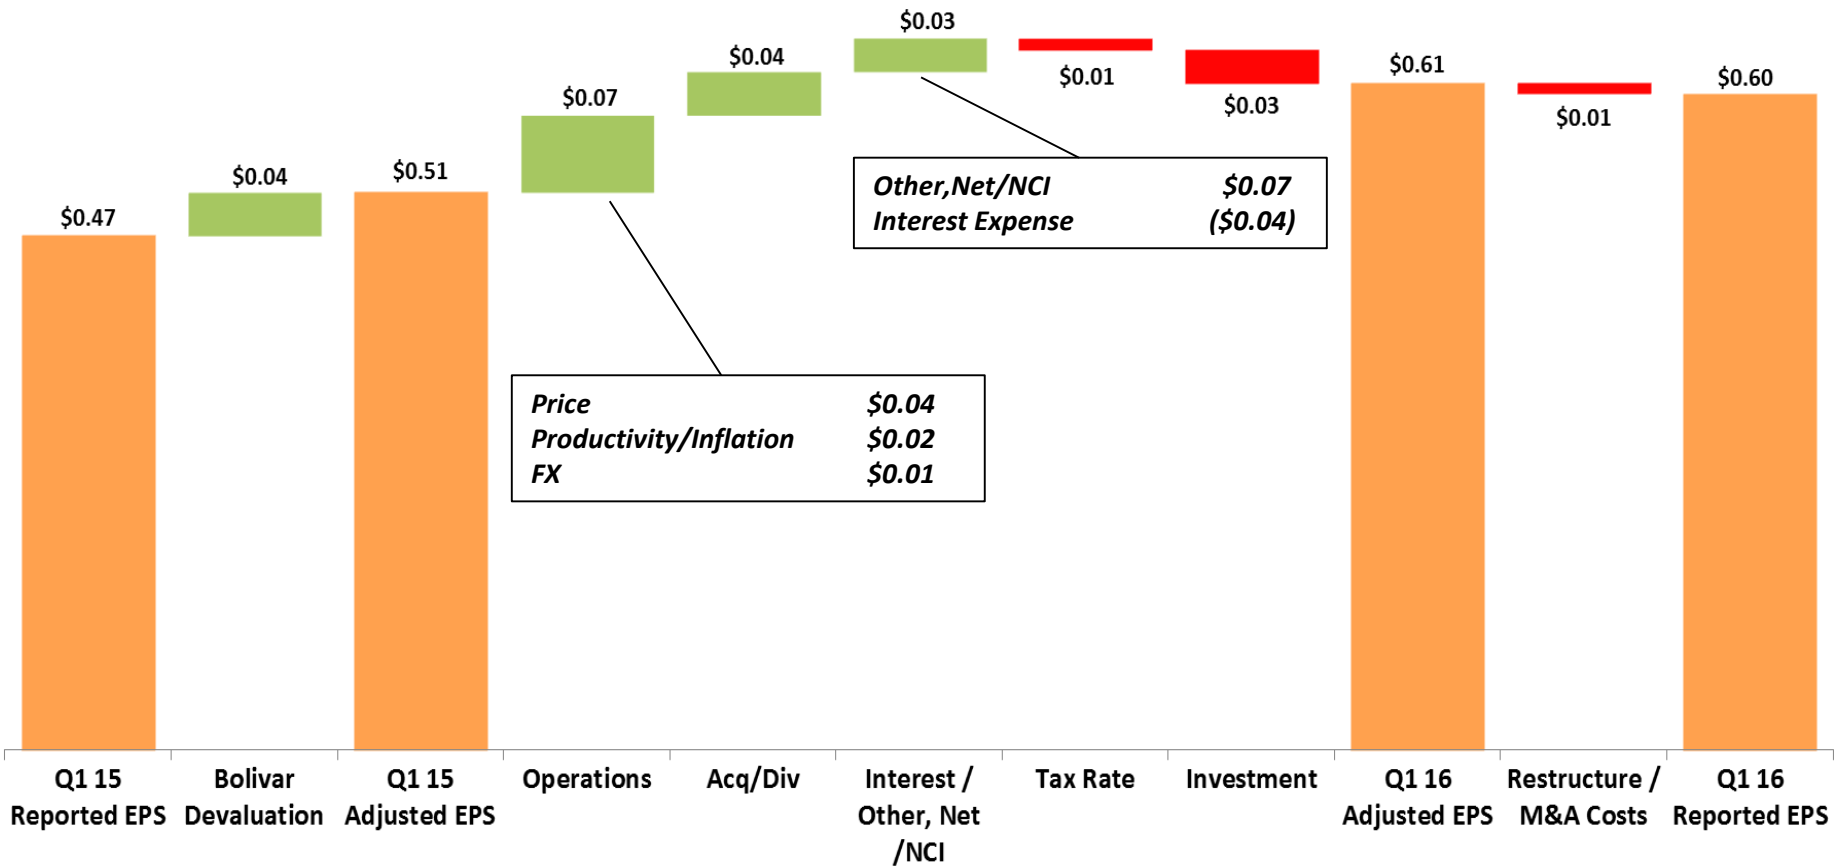 $0.47
$0.04
$0.51
$0.07
$0.04
$0.03
$0.01
$0.03
$0.61
$0.01
$0.60
Other,Net/NCI $0.07
Interest Expense ($0.04)
Price $0.04
Productivity/Inflation $0.02
FX $0.01
Q1 15
Reported EPS
Bolivar
Devaluation
Q1 15
Adjusted EPS
Operations
Acq/Div
Interest /
Other, Net
/NCI
Tax Rate
Investment
Q1 16
Adjusted EPS
Restructure /
M&A Costs
Q1 16
Reported EPS